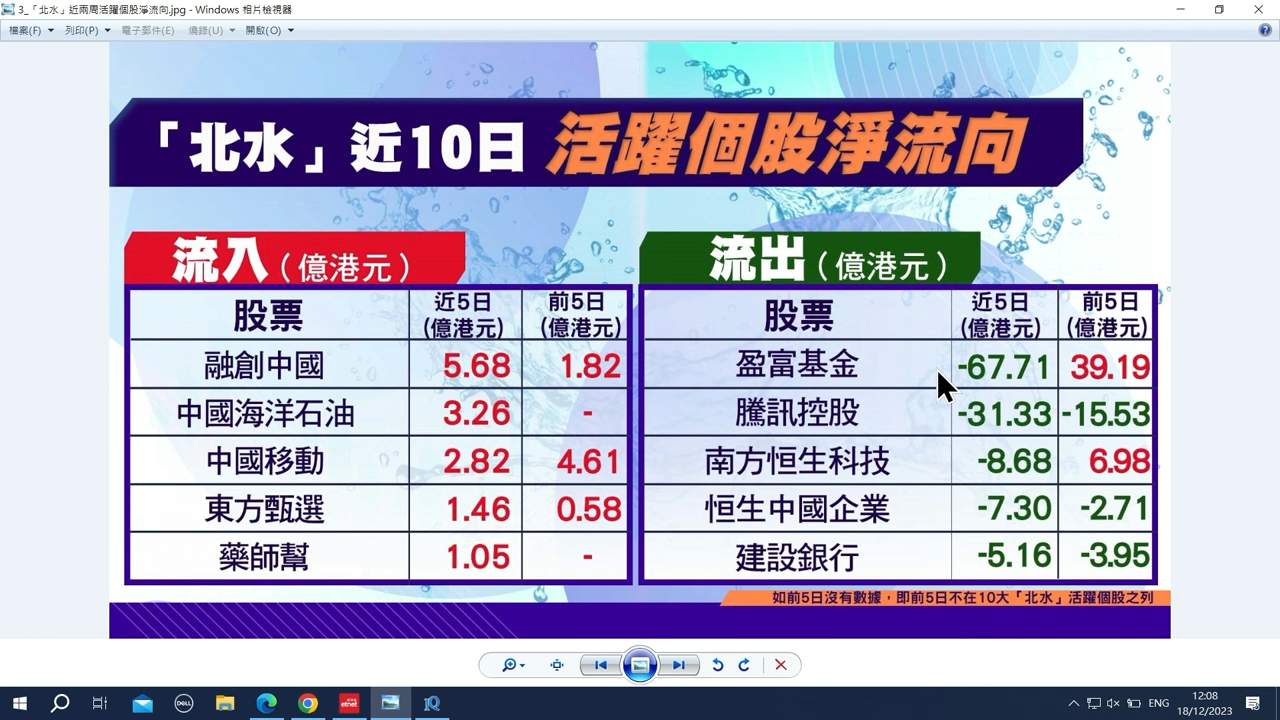 3_「北水」近兩周活躍個股淨流向.jpg - Windows 相片檢視器
檔案(F) 列印(P) 電子郵件(E) 燒錄(U) 開啟(O)
「北水」近10日 活躍個股淨流向
流入(億港元)
股票 近5日(億港元) 前5日(億港元)
融創中國 5.68 1.82
中國海洋石油 3.26 -
中國移動 2.82 4.61
東方甄選 1.46 0.58
藥師幫 1.05 -
流出(億港元)
股票 近5日(億港元) 前5日(億港元)
盈富基金 -67.71 39.19
騰訊控股 -31.33 -15.53
南方恒生科技 -8.68 6.98
恒生中國企業 -7.30 -2.71
建設銀行 -5.16 -3.95
如前5日沒有數據，即前5日不在10大「北水」活躍個股之列
DELL
etnet
IQ
ENG
12:08
18/12/2023